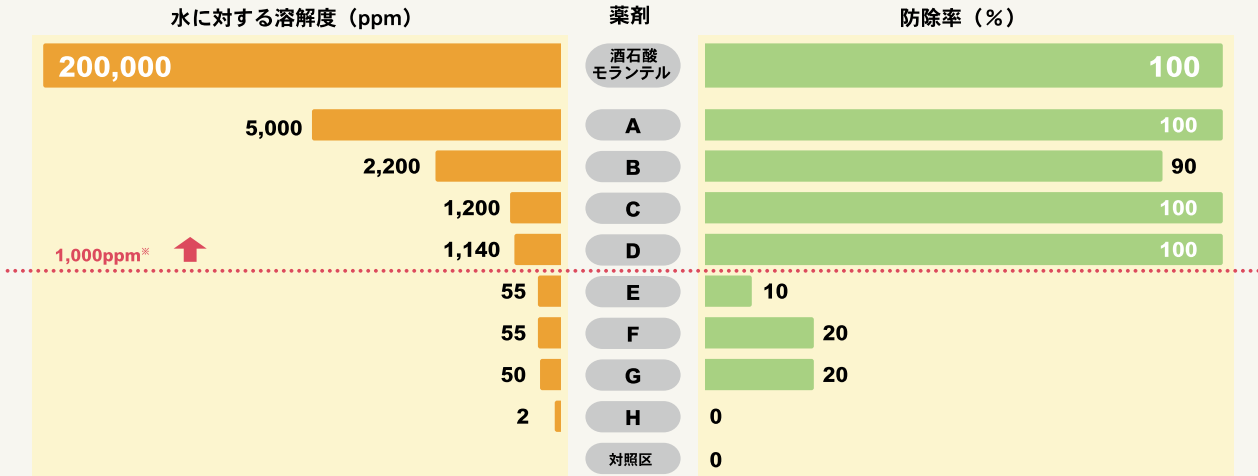 水に対する溶解度（ppm） 薬剤 防除率（％）
200,000 酒石酸
モランテル 100
5,000 A 100
2,200 B 90
1,200 C 100
1,000ppm※ 1,140 D 100
55 E 10
55 F 20
50 G 20
2 H 0
対照区 0